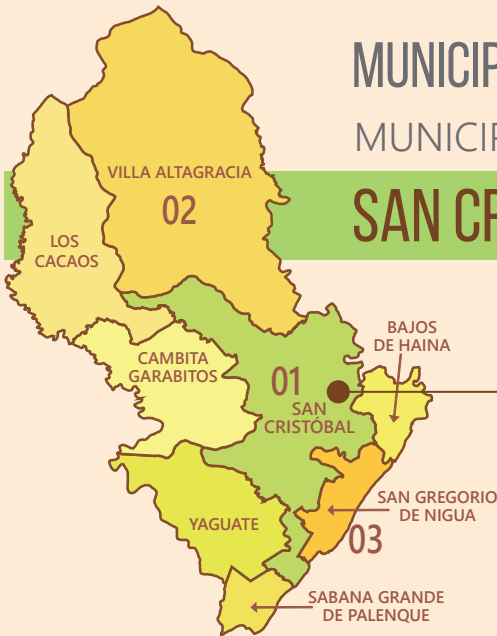 MUNICIP
MUNICIP
SAN CR
VILLA ALTAGRACIA
02
LOS
CACAOS
BAJOS
DE HAINA
CAMBITA
GARABITOS
01
SAN
CRISTÓBAL
SAN GREGORIO
DE NIGUA
03
YAGUATE
SABANA GRANDE
DE PALENQUE